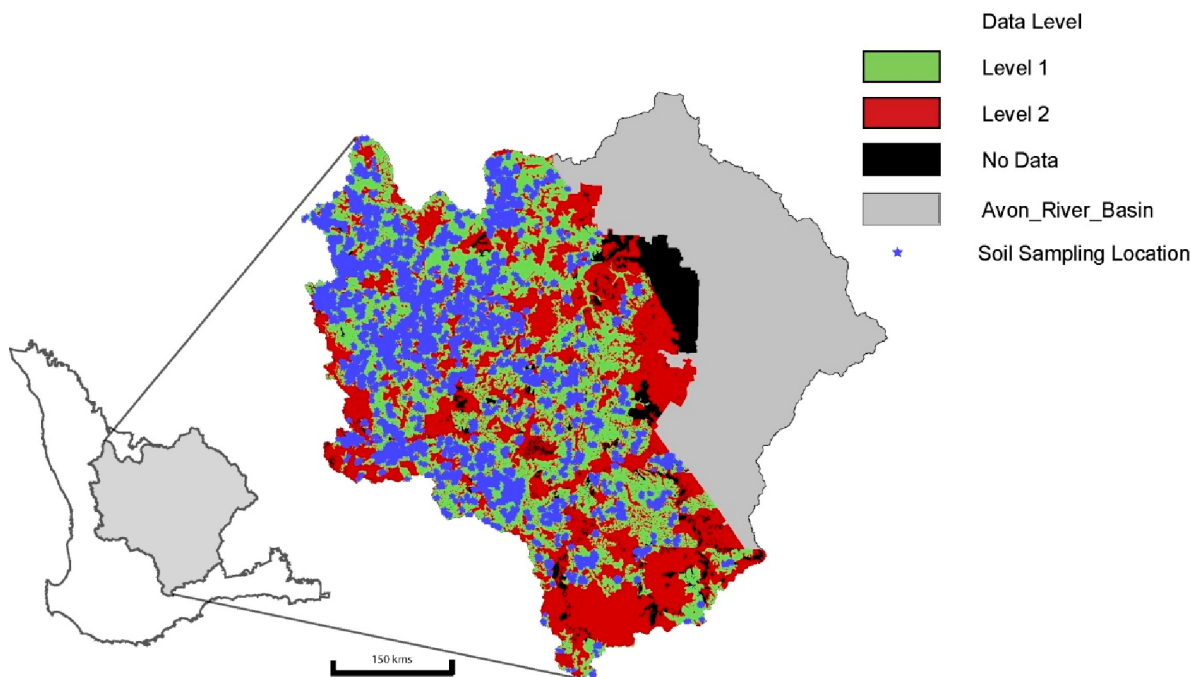 Data Level
Level 1
Level 2
No Data
Avon_River_Basin
Soil Sampling Location
150 kms